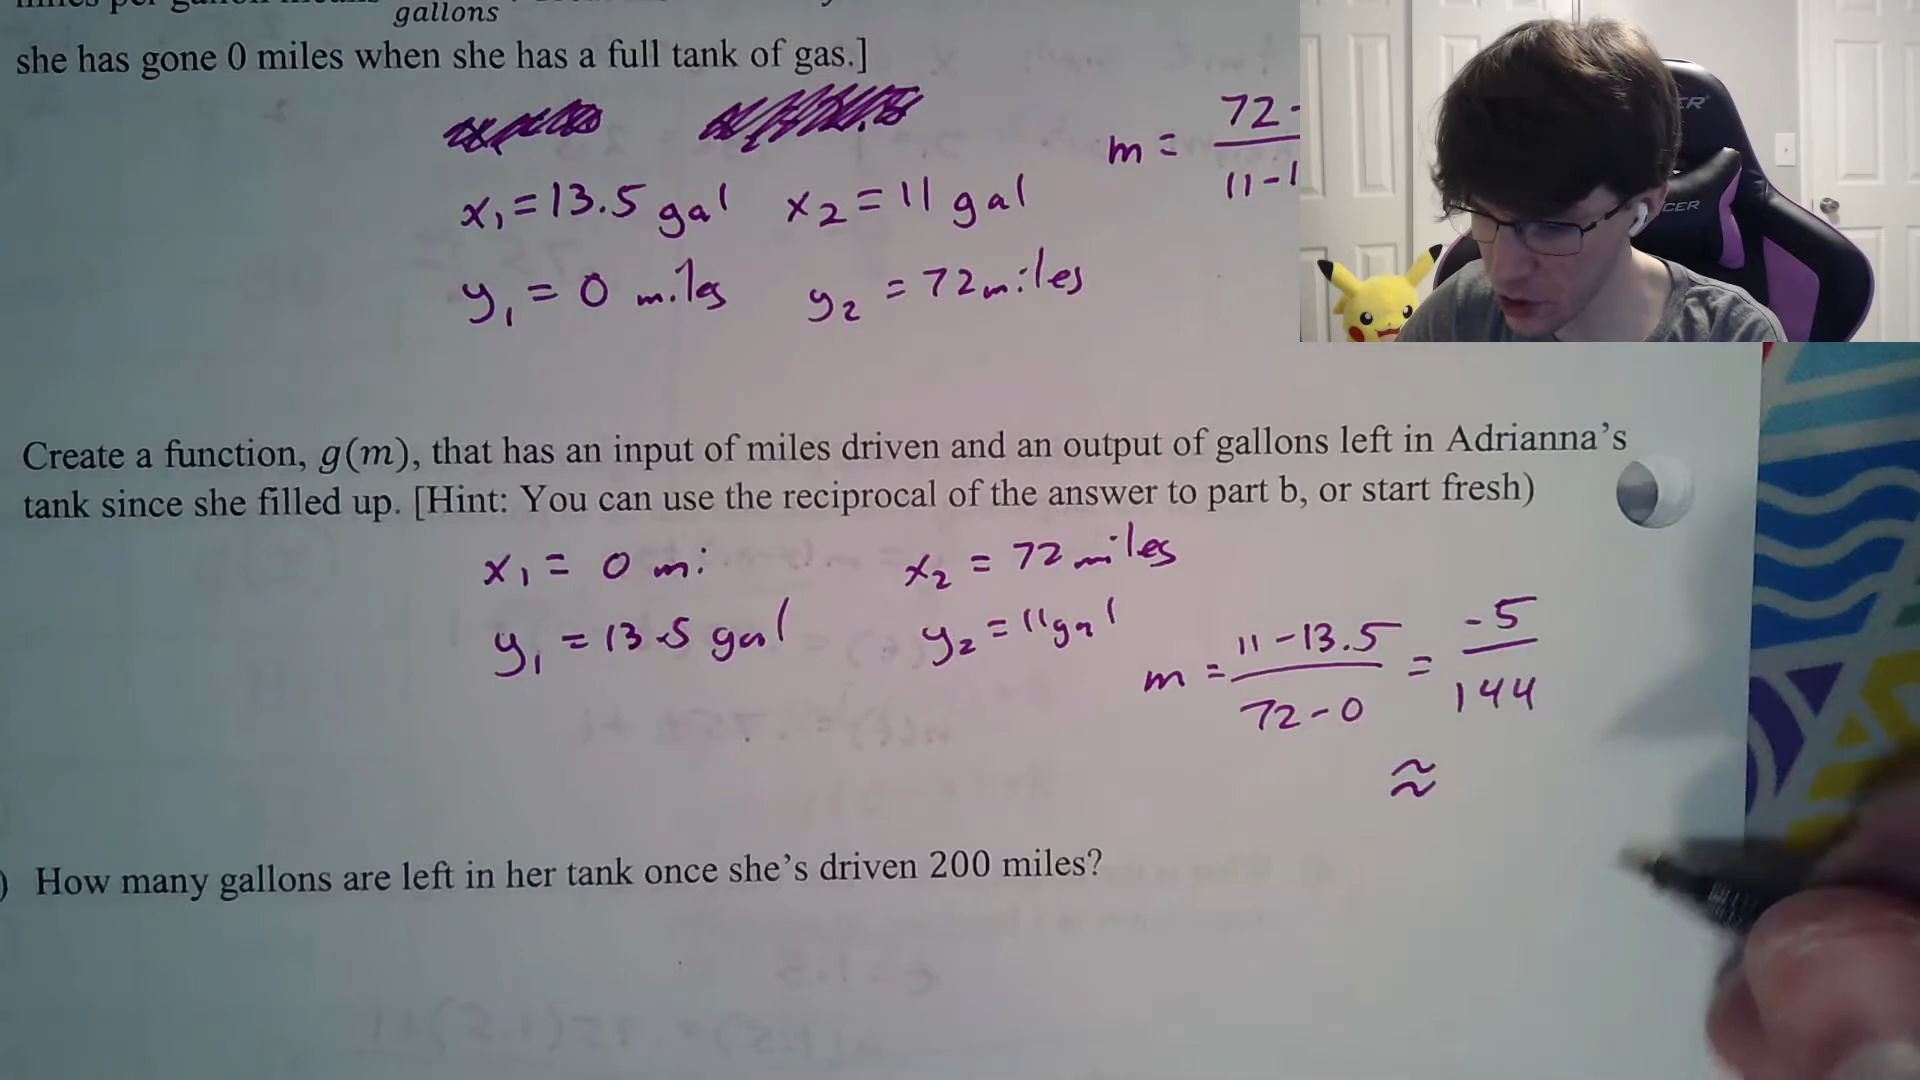 gallons
she has gone 0 miles when she has a full tank of gas.]
m = 72-
11-1
x₁ = 13.5 gal x₂ = 11 gal
y₁ = 0 miles y₂ = 72 miles
Create a function, g(m), that has an input of miles driven and an output of gallons left in Adrianna’s
tank since she filled up. [Hint: You can use the reciprocal of the answer to part b, or start fresh)
x₁ = 0 mi x₂ = 72 miles
y₁ = 13.5 gal y₂ = 11 gal
m = 11-13.5 / 72-0 = -5 / 144
≈
) How many gallons are left in her tank once she’s driven 200 miles?